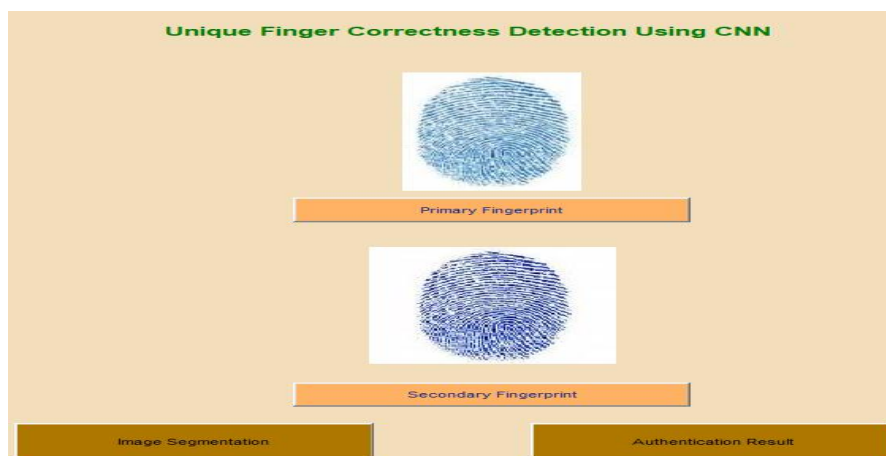 Unique Finger Correctness Detection Using CNN
Primary Fingerprint
Secondary Fingerprint
Image Segmentation
Authentication Result